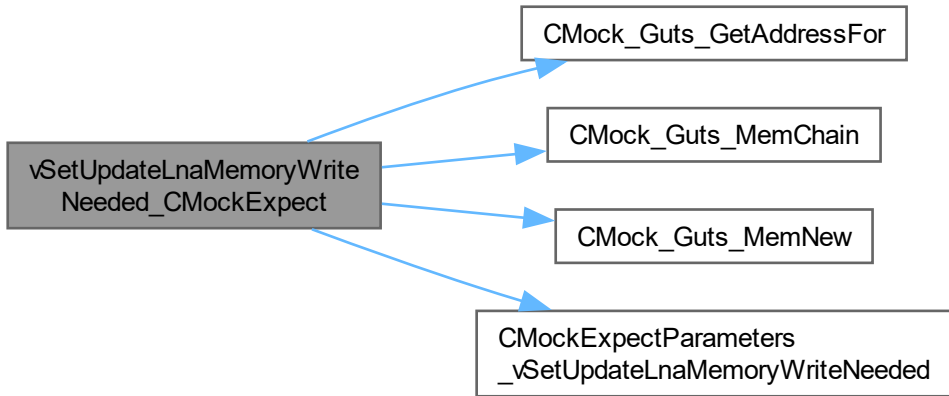 CMock_Guts_GetAddressFor
vSetUpdateLnaMemoryWrite
Needed_CMockExpect
CMock_Guts_MemChain
CMock_Guts_MemNew
CMockExpectParameters
_vSetUpdateLnaMemoryWriteNeeded